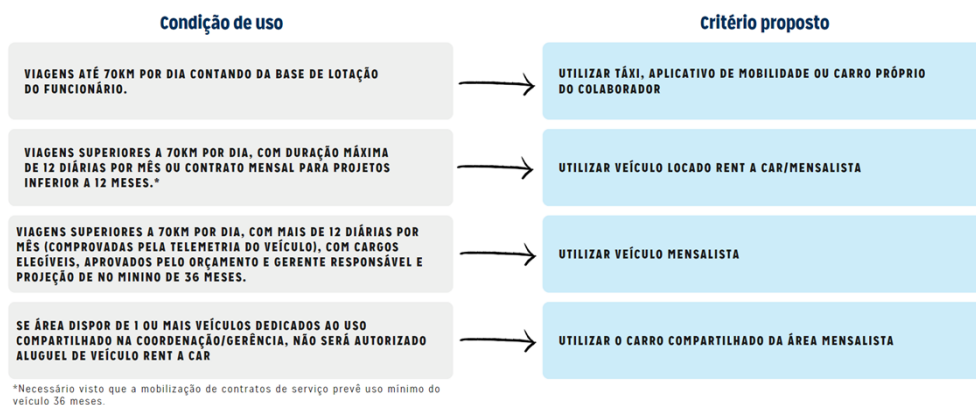 Condição de uso
Critério proposto
VIAGENS ATÉ 70KM POR DIA CONTANDO DA BASE DE LOTAÇÃO
DO FUNCIONÁRIO.
UTILIZAR TÁXI, APLICATIVO DE MOBILIDADE OU CARRO PRÓPRIO
DO COLABORADOR
VIAGENS SUPERIORES A 70KM POR DIA, COM DURAÇÃO MÁXIMA
DE 12 DIÁRIAS POR MÊS OU CONTRATO MENSAL PARA PROJETOS
INFERIOR A 12 MESES.*
UTILIZAR VEÍCULO LOCADO RENT A CAR/MENSALISTA
VIAGENS SUPERIORES A 70KM POR DIA, COM MAIS DE 12 DIÁRIAS POR
MÊS (COMPROVADAS PELA TELEMETRIA DO VEÍCULO), COM CARGOS
ELEGÍVEIS, APROVADOS PELO ORÇAMENTO E GERENTE RESPONSÁVEL E
PROJEÇÃO DE NO MININO DE 36 MESES.
UTILIZAR VEÍCULO MENSALISTA
SE ÁREA DISPOR DE 1 OU MAIS VEÍCULOS DEDICADOS AO USO
COMPARTILHADO NA COORDENAÇÃO/GERÊNCIA, NÃO SERÁ AUTORIZADO
ALUGUEL DE VEÍCULO RENT A CAR
UTILIZAR O CARRO COMPARTILHADO DA ÁREA MENSALISTA
*Necessário visto que a mobilização de contratos de serviço prevê uso mínimo do
veículo 36 meses.